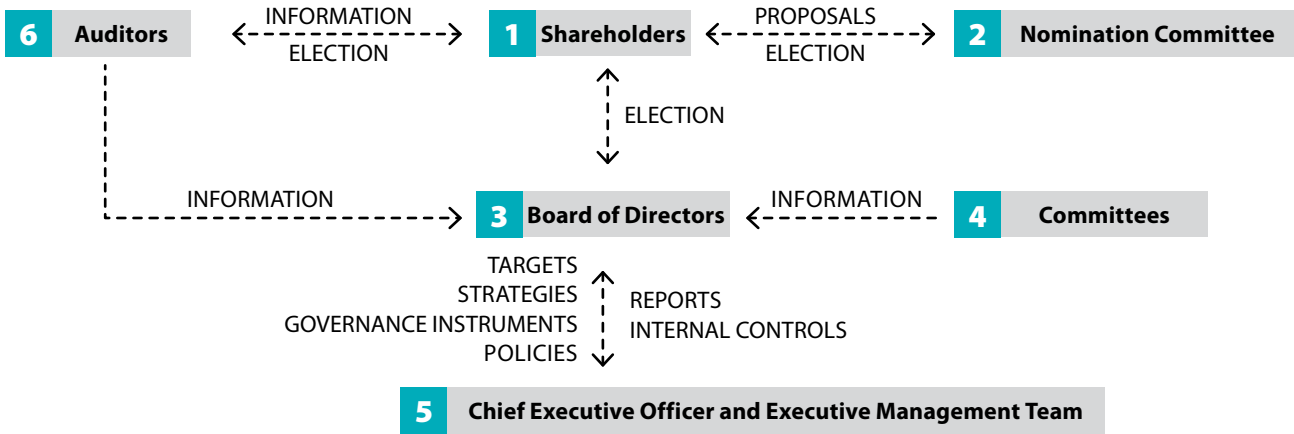 INFORMATION
PROPOSALS
6 Auditors
1 Shareholders
2 Nomination Committee
ELECTION
ELECTION
ELECTION
INFORMATION
INFORMATION
3 Board of Directors
4 Committees
TARGETS
STRATEGIES
GOVERNANCE INSTRUMENTS
POLICIES
REPORTS
INTERNAL CONTROLS
5 Chief Executive Officer and Executive Management Team